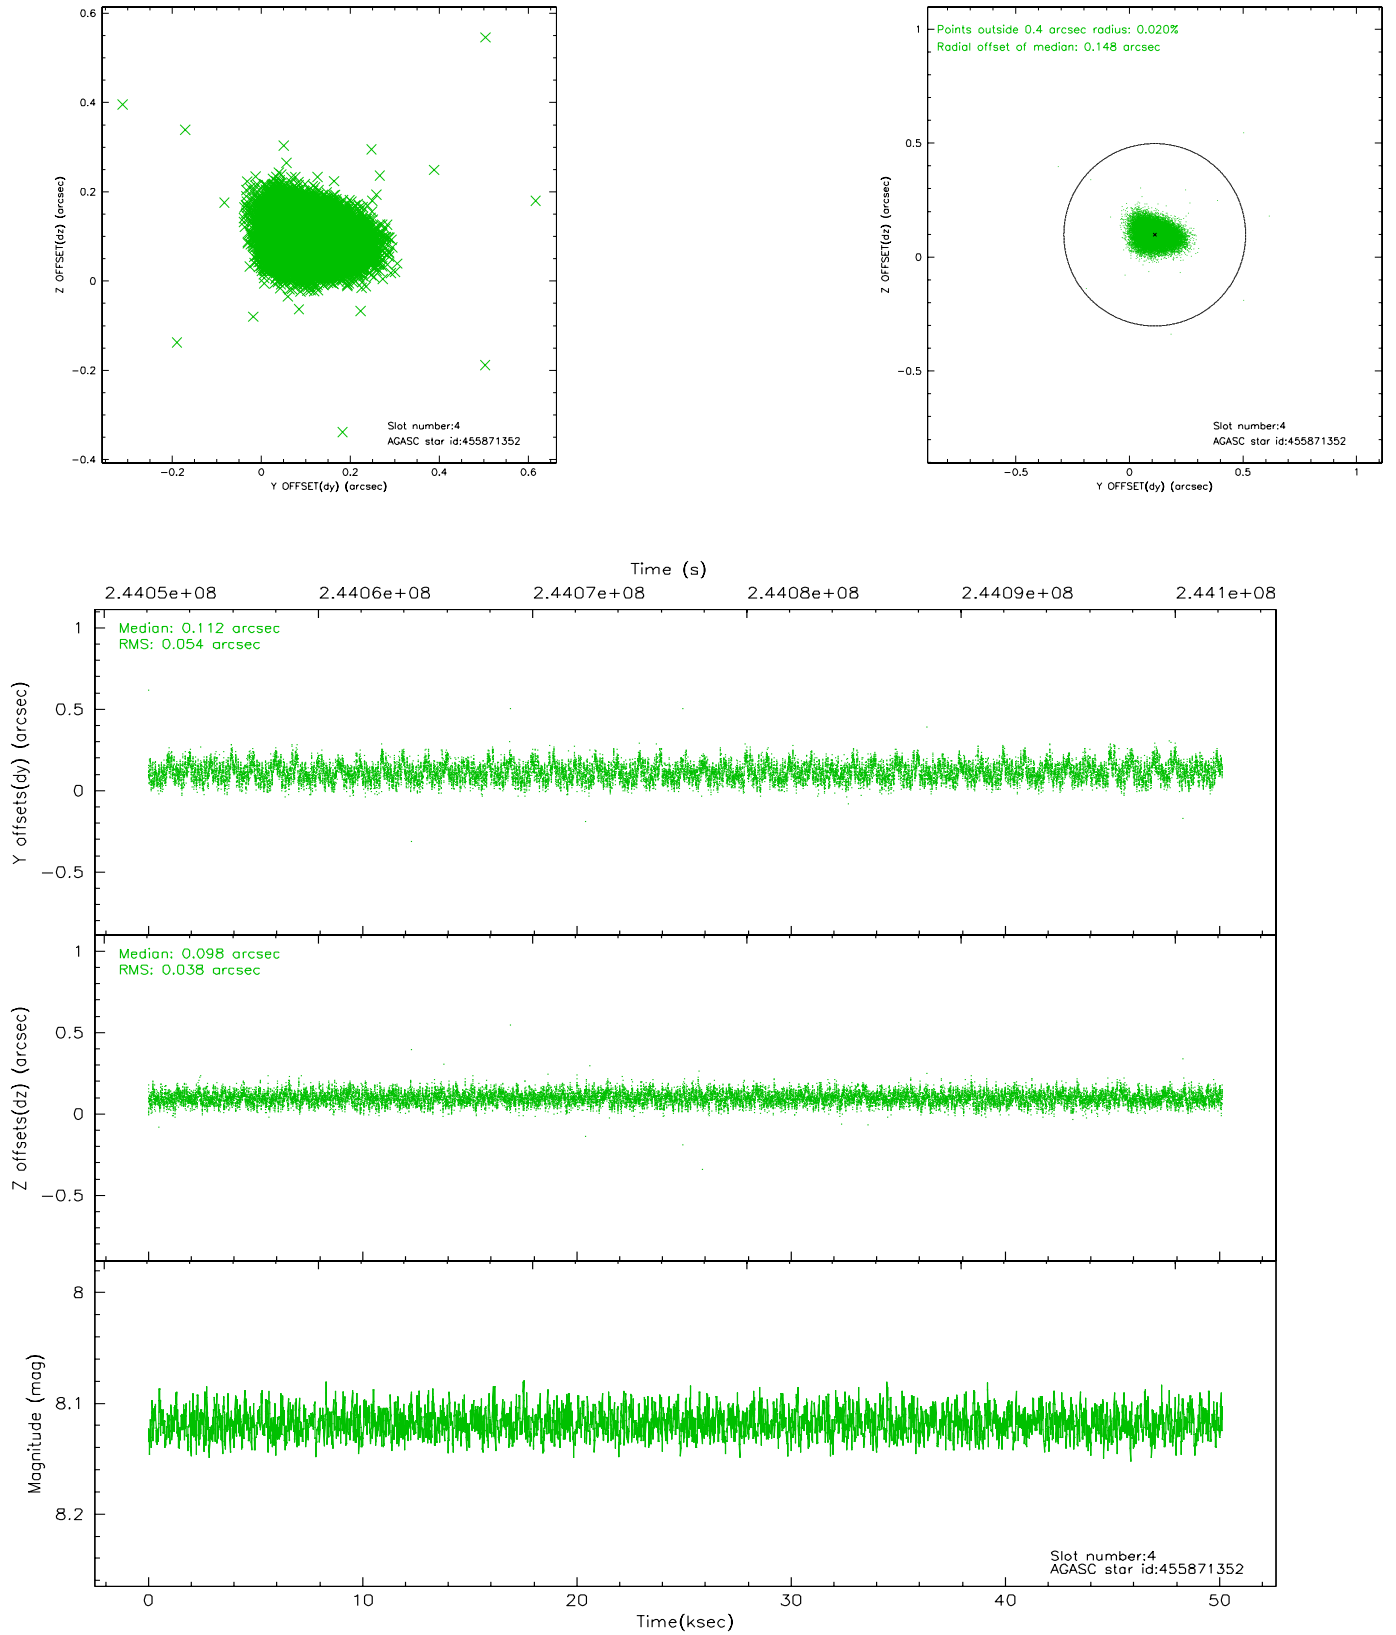 0.6
0.4
0.2
0
−0.2
−0.4
Z OFFSET(dz) (arcsec)
Slot number:4
AGASC star id:455871352
−0.2 0 0.2 0.4 0.6
Y OFFSET(dy) (arcsec)
Points outside 0.4 arcsec radius: 0.020%
Radial offset of median: 0.148 arcsec
1
0.5
0
−0.5
Z OFFSET(dz) (arcsec)
Slot number:4
AGASC star id:455871352
−0.5 0 0.5 1
Y OFFSET(dy) (arcsec)
Time (s)
2.4405e+08 2.4406e+08 2.4407e+08 2.4408e+08 2.4409e+08 2.441e+08
Median: 0.112 arcsec
RMS: 0.054 arcsec
1
0.5
0
−0.5
Y offsets(dy) (arcsec)
Median: 0.098 arcsec
RMS: 0.038 arcsec
1
0.5
0
−0.5
Z offsets(dz) (arcsec)
8
8.1
8.2
Magnitude (mag)
Slot number:4
AGASC star id:455871352
0 10 20 30 40 50
Time(ksec)